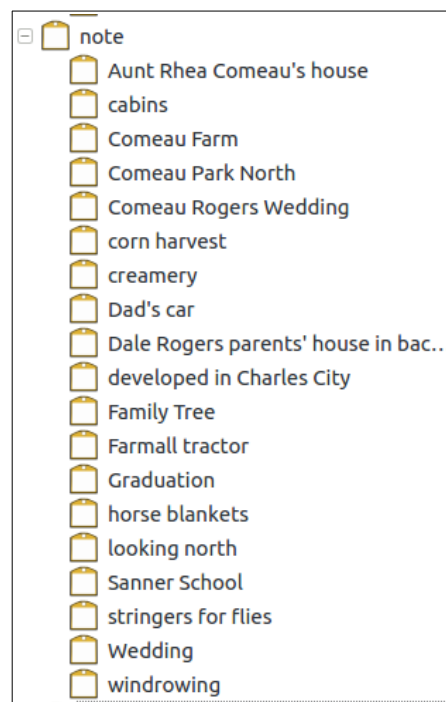 note
Aunt Rhea Comeau's house
cabins
Comeau Farm
Comeau Park North
Comeau Rogers Wedding
corn harvest
creamery
Dad's car
Dale Rogers parents' house in bac...
developed in Charles City
Family Tree
Farmall tractor
Graduation
horse blankets
looking north
Sanner School
stringers for flies
Wedding
windrowing